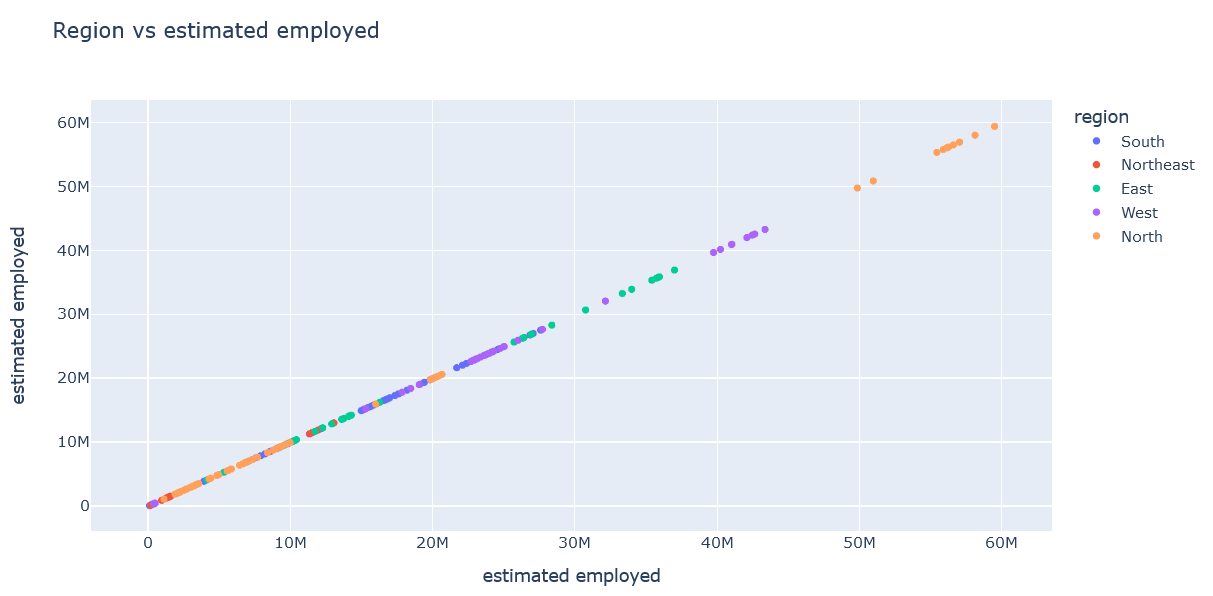 Region vs estimated employed
60M
50M
40M
30M
20M
10M
0
estimated employed
0
10M
20M
30M
40M
50M
60M
estimated employed
region
South
Northeast
East
West
North